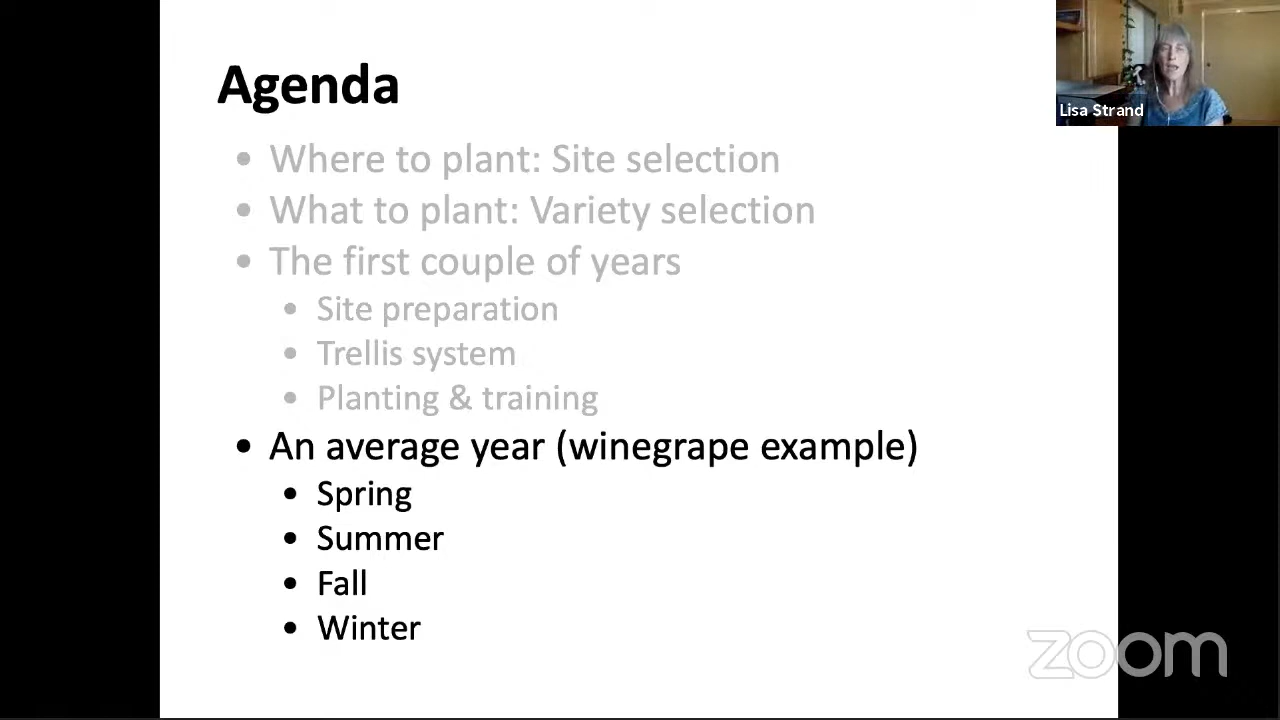 Agenda
Lisa Strand
• Where to plant: Site selection
• What to plant: Variety selection
• The first couple of years
• Site preparation
• Trellis system
• Planting & training
• An average year (winegrape example)
• Spring
• Summer
• Fall
• Winter
zoom